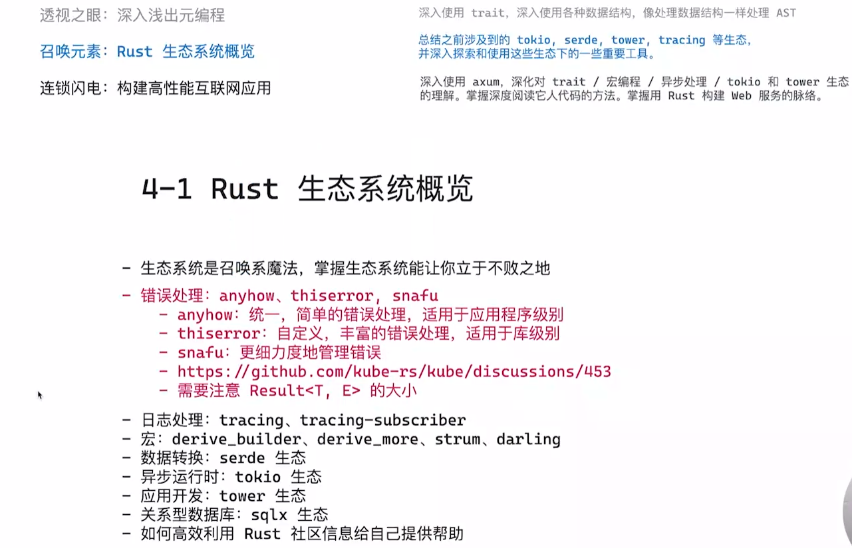 透视之眼：深入浅出元编程
深入使用 trait，深入使用各种数据结构，像处理数据结构一样处理 AST
召唤元素：Rust 生态系统概览
总结之前涉及到的 tokio, serde, tower, tracing 等生态，
并深入探索和使用这些生态下的一些重要工具。
连锁闪电：构建高性能互联网应用
深入使用 axum，深化对 trait / 宏编程 / 异步处理 / tokio 和 tower 生态
的理解。掌握深度阅读它人代码的方法。掌握用 Rust 构建 Web 服务的脉络。
4-1 Rust 生态系统概览
- 生态系统是召唤系魔法，掌握生态系统能让你立于不败之地
- 错误处理：anyhow、thiserror, snafu
- anyhow：统一，简单的错误处理，适用于应用程序级别
- thiserror：自定义，丰富的错误处理，适用于库级别
- snafu：更细力度地管理错误
- https://github.com/kube-rs/kube/discussions/453
- 需要注意 Result<T, E> 的大小
- 日志处理：tracing、tracing-subscriber
- 宏：derive_builder、derive_more、strum、darling
- 数据转换：serde 生态
- 异步运行时：tokio 生态
- 应用开发：tower 生态
- 关系型数据库：sqlx 生态
- 如何高效利用 Rust 社区信息给自己提供帮助